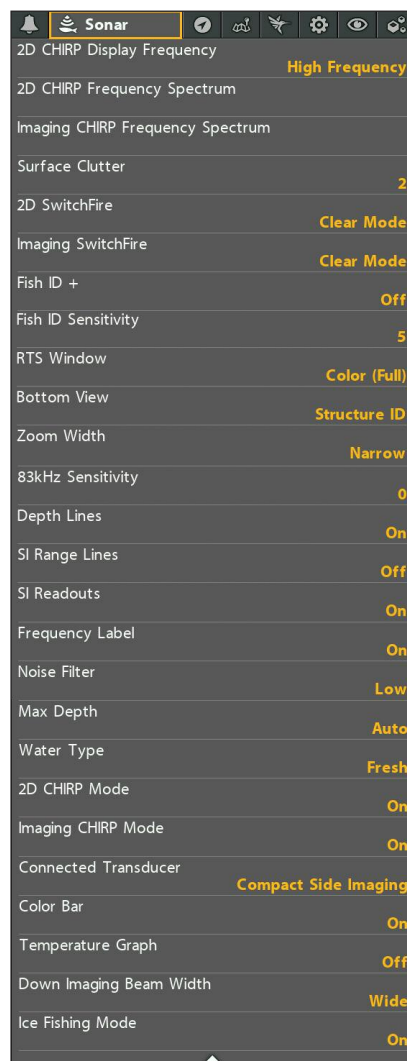 Sonar
2D CHIRP Display Frequency
High Frequency
2D CHIRP Frequency Spectrum
Imaging CHIRP Frequency Spectrum
Surface Clutter
2
2D SwitchFire
Clear Mode
Imaging SwitchFire
Clear Mode
Fish ID +
Off
Fish ID Sensitivity
5
RTS Window
Color (Full)
Bottom View
Structure ID
Zoom Width
Narrow
83kHz Sensitivity
0
Depth Lines
On
SI Range Lines
Off
SI Readouts
On
Frequency Label
On
Noise Filter
Low
Max Depth
Auto
Water Type
Fresh
2D CHIRP Mode
On
Imaging CHIRP Mode
On
Connected Transducer
Compact Side Imaging
Color Bar
On
Temperature Graph
Off
Down Imaging Beam Width
Wide
Ice Fishing Mode
On